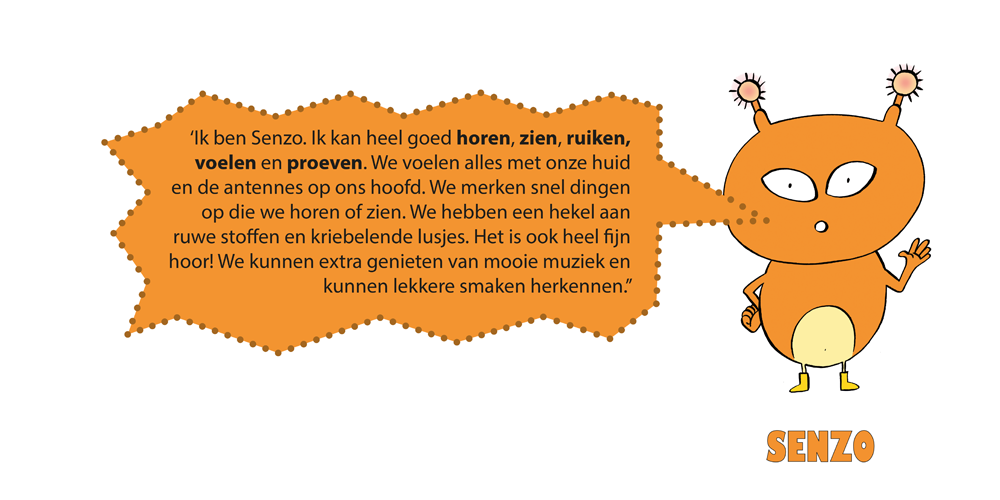 ‘Ik ben Senzo. Ik kan heel goed horen, zien, ruiken,
voelen en proeven. We voelen alles met onze huid
en de antennes op ons hoofd. We merken snel dingen
op die we horen of zien. We hebben een hekel aan
ruwe stoffen en kriebelende lusjes. Het is ook heel fijn
hoor! We kunnen extra genieten van mooie muziek en
kunnen lekkere smaken herkennen.”
SENZO